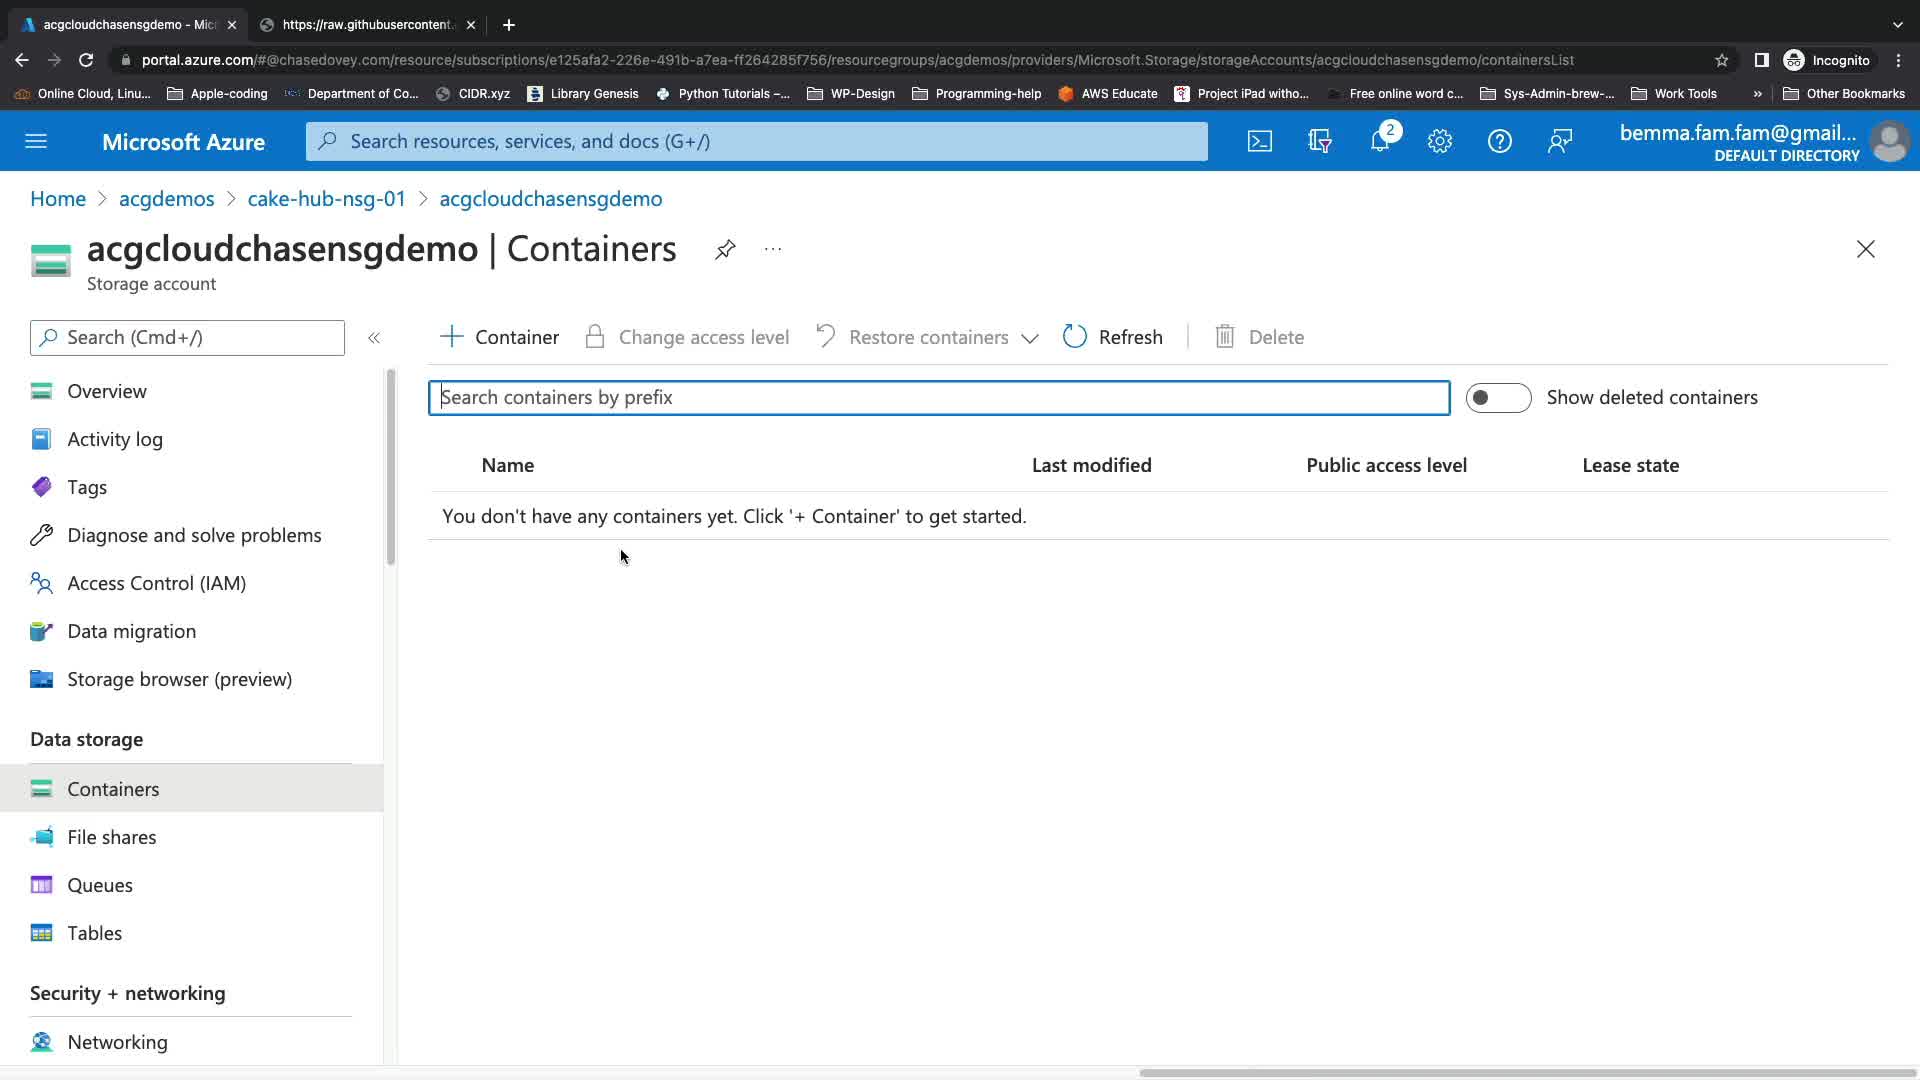 acgcloudchasensgdemo - Mic
https://raw.githubusercontent.
portal.azure.com/#@chasedovey.com/resource/subscriptions/e125afa2-226e-491b-a7ea-ff264285f756/resourcegroups/acgdemos/providers/Microsoft.Storage/storageAccounts/acgcloudchasensgdemo/containersList
Incognito
Online Cloud, Linu... Apple-coding Department of Co... CIDR.xyz Library Genesis Python Tutorials –... WP-Design Programming-help AWS Educate Project iPad witho... Free online word c... Sys-Admin-brew-... Work Tools » Other Bookmarks
Microsoft Azure
Search resources, services, and docs (G+/)
2
bemma.fam.fam@gmail...
DEFAULT DIRECTORY
Home > acgdemos > cake-hub-nsg-01 > acgcloudchasensgdemo
acgcloudchasensgdemo | Containers ...
Storage account
Search (Cmd+/) «
Overview
Activity log
Tags
Diagnose and solve problems
Access Control (IAM)
Data migration
Storage browser (preview)
Data storage
Containers
File shares
Queues
Tables
Security + networking
Networking
+ Container Change access level Restore containers Refresh Delete
Search containers by prefix
Show deleted containers
Name Last modified Public access level Lease state
You don't have any containers yet. Click '+ Container' to get started.